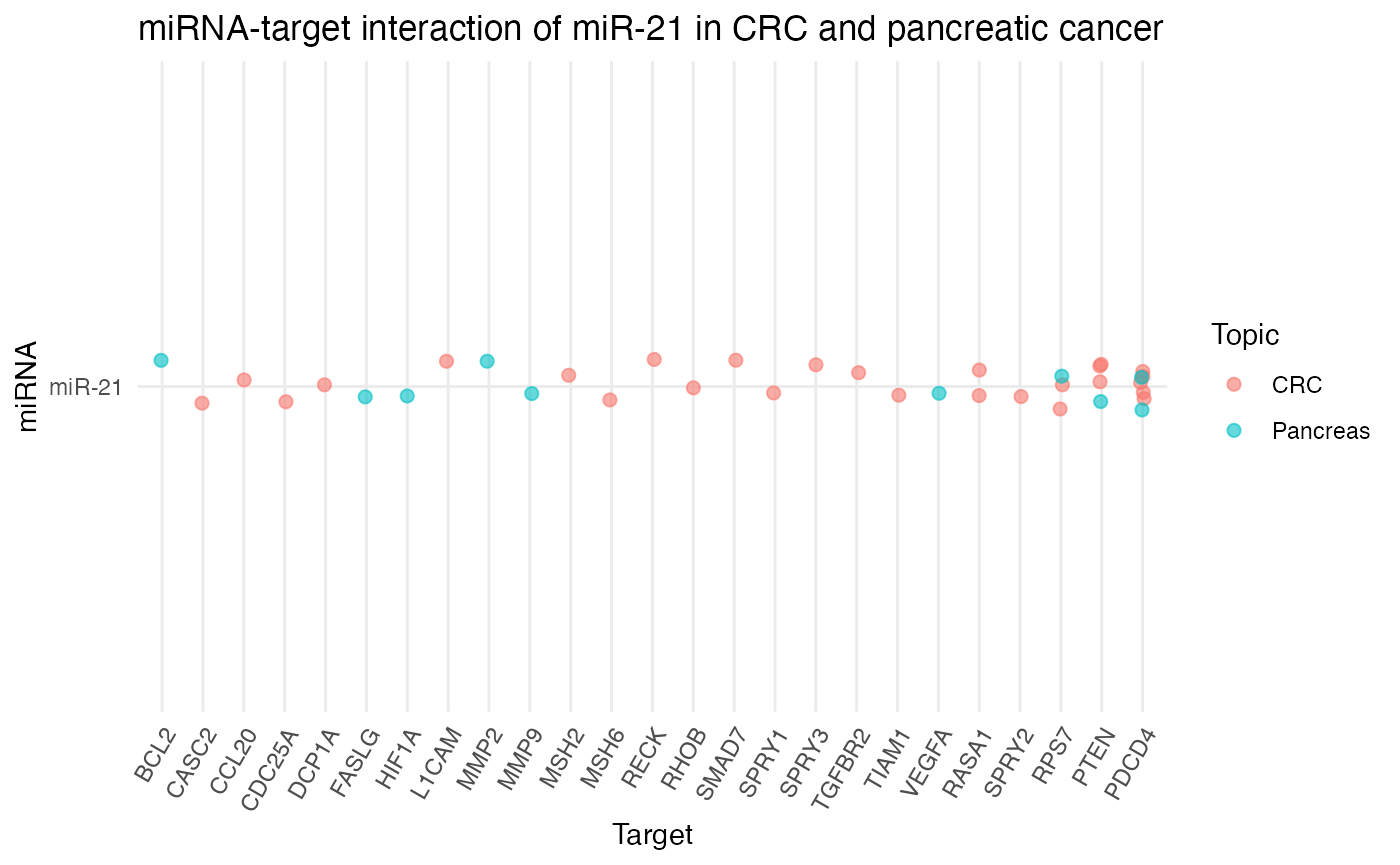 miRNA-target interaction of miR-21 in CRC and pancreatic cancer
miRNA
miR-21
Topic
CRC
Pancreas
BCL2
CASC2
CCL20
CDC25A
DCP1A
FASLG
HIF1A
L1CAM
MMP2
MMP9
MSH2
MSH6
RECK
RHOB
SMAD7
SPRY1
SPRY3
TGFBR2
TIAM1
VEGFA
RASA1
SPRY2
RPS7
PTEN
PDCD4
Target